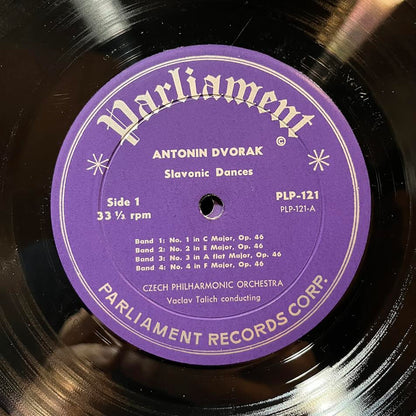 Parliament
©
ANTONIN DVORAK
Slavonic Dances
Side 1
33 ⅓ rpm
PLP-121
PLP-121-A
Band 1: No. 1 in C Major, Op. 46
Band 2: No. 2 in E Major, Op. 46
Band 3: No. 3 in A flat Major, Op. 46
Band 4: No. 4 in F Major, Op. 46
CZECH PHILHARMONIC ORCHESTRA
Vaclav Talich conducting
PARLIAMENT RECORDS CORP.